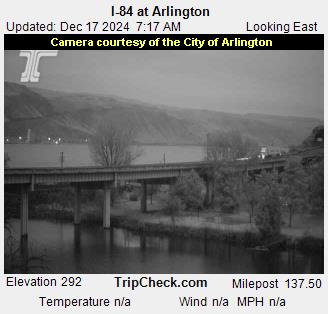 I-84 at Arlington
Updated: Dec 17 2024 7:17 AM Looking East
Camera courtesy of the City of Arlington
Elevation 292 TripCheck.com Milepost 137.50
Temperature n/a Wind n/a MPH n/a